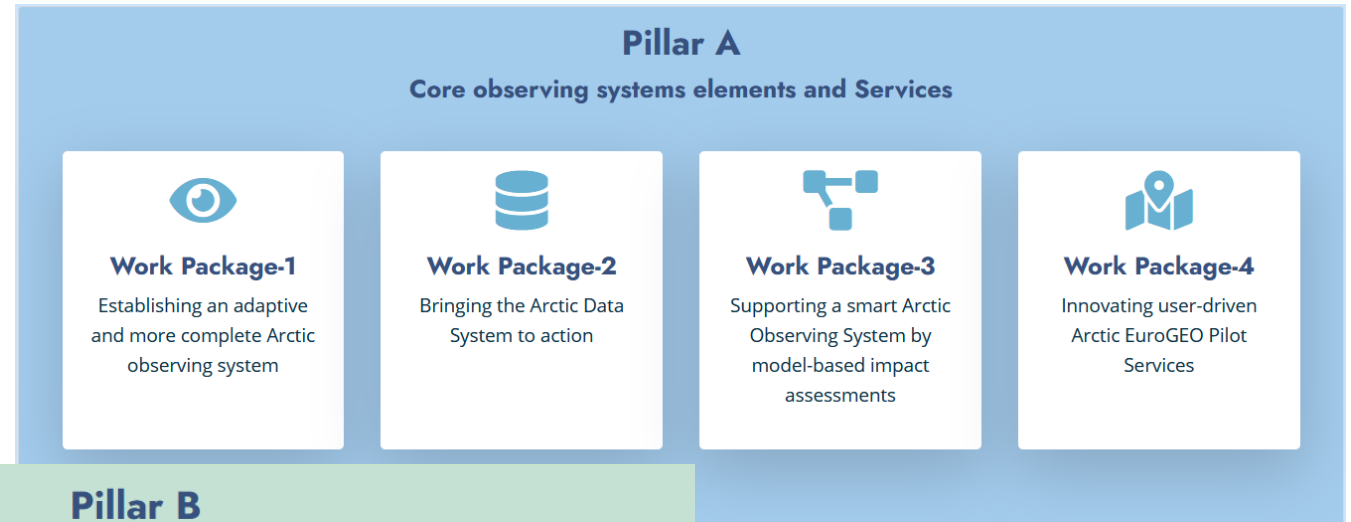 Pillar A
Core observing systems elements and Services
Work Package-1
Establishing an adaptive
and more complete Arctic
observing system
Work Package-2
Bringing the Arctic Data
System to action
Work Package-3
Supporting a smart Arctic
Observing System by
model-based impact
assessments
Work Package-4
Innovating user-driven
Arctic EuroGEO Pilot
Services
Pillar B